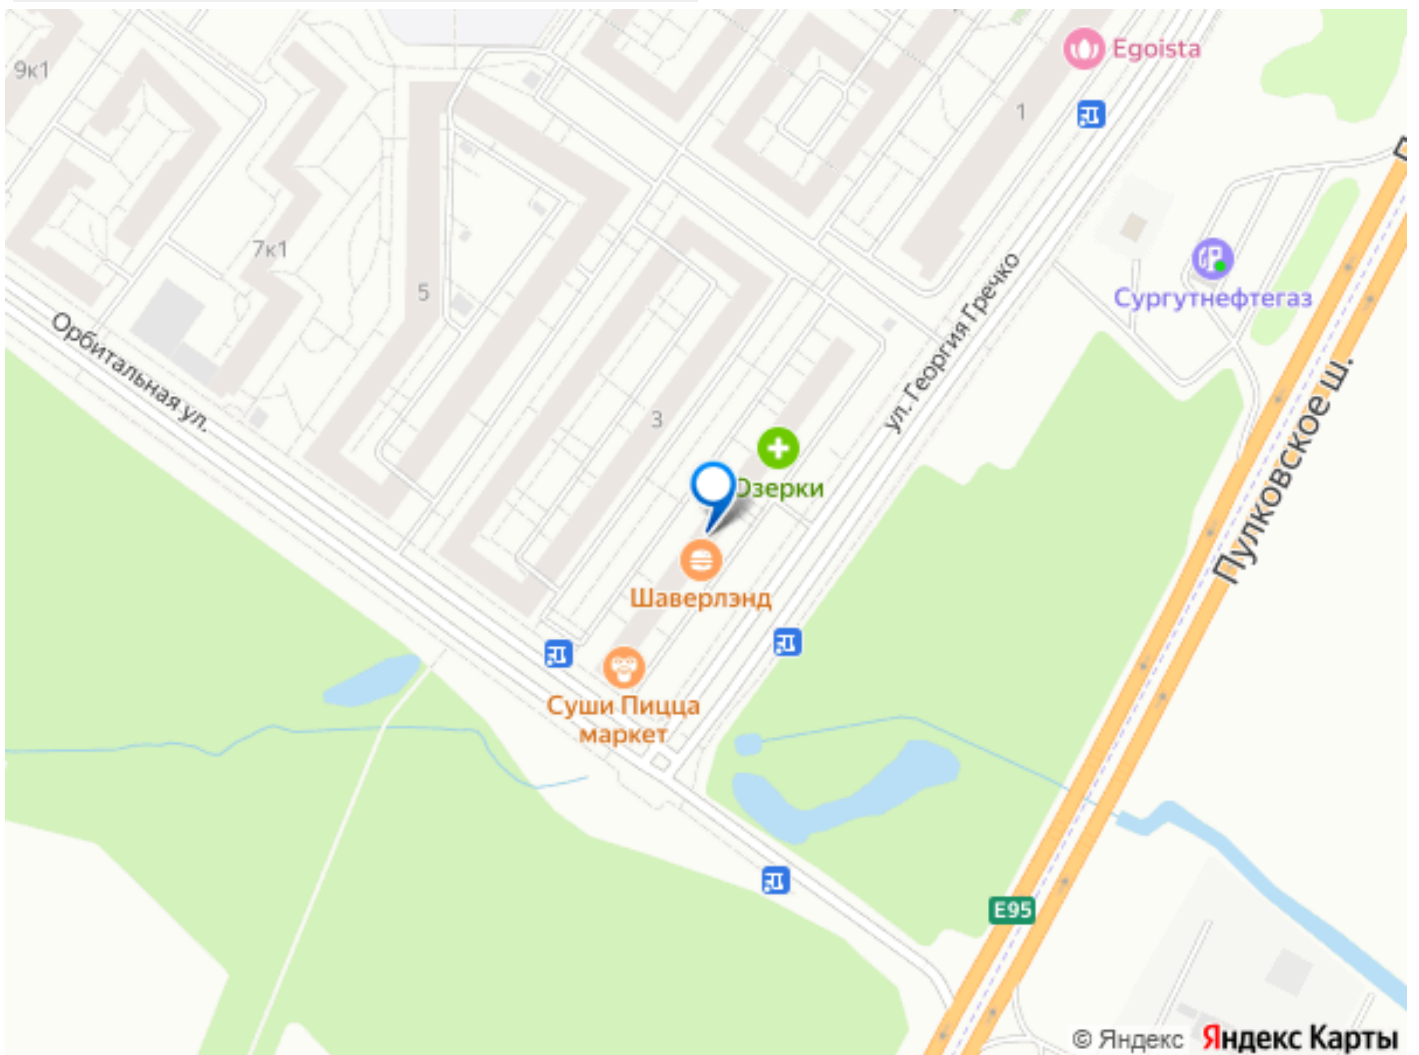 Egoista
9к1
1
7к1
5
Сургутнефтегаз
ул. Георгия Гречко
Орбитальная ул.
3
Пулковское ш.
Озерки
Шаверлэнд
Суши Пицца
маркет
E95
© Яндекс Яндекс Карты